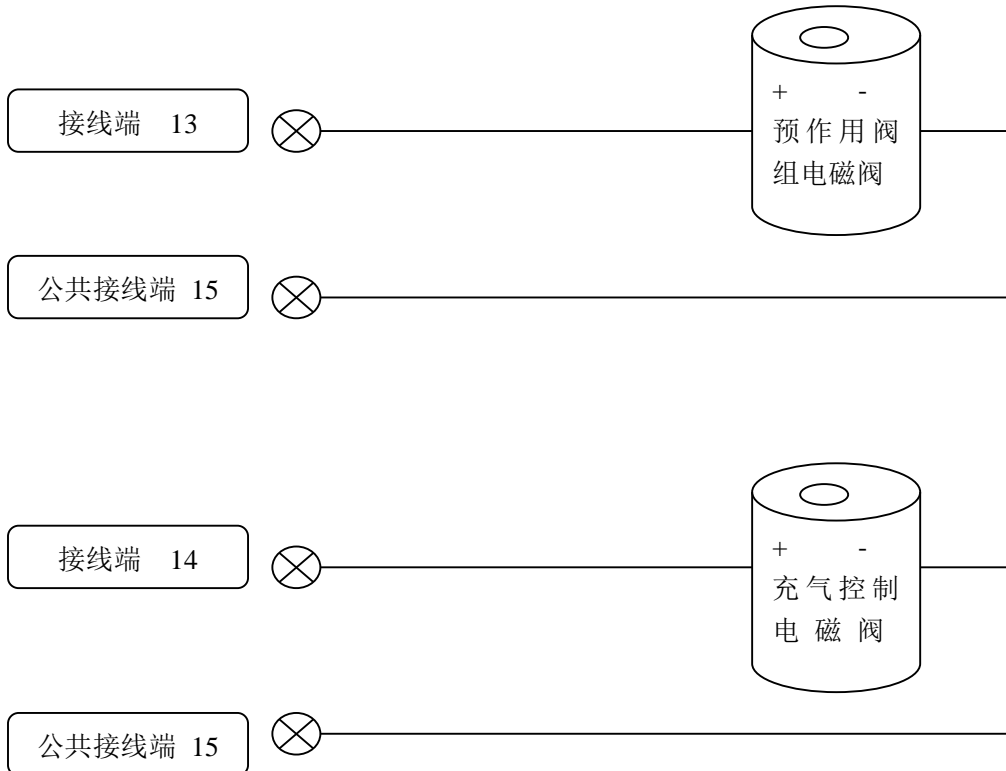 接线端 13
+ -
预作用阀
组电磁阀
公共接线端 15
接线端 14
+ -
充气控制
电磁阀
公共接线端 15